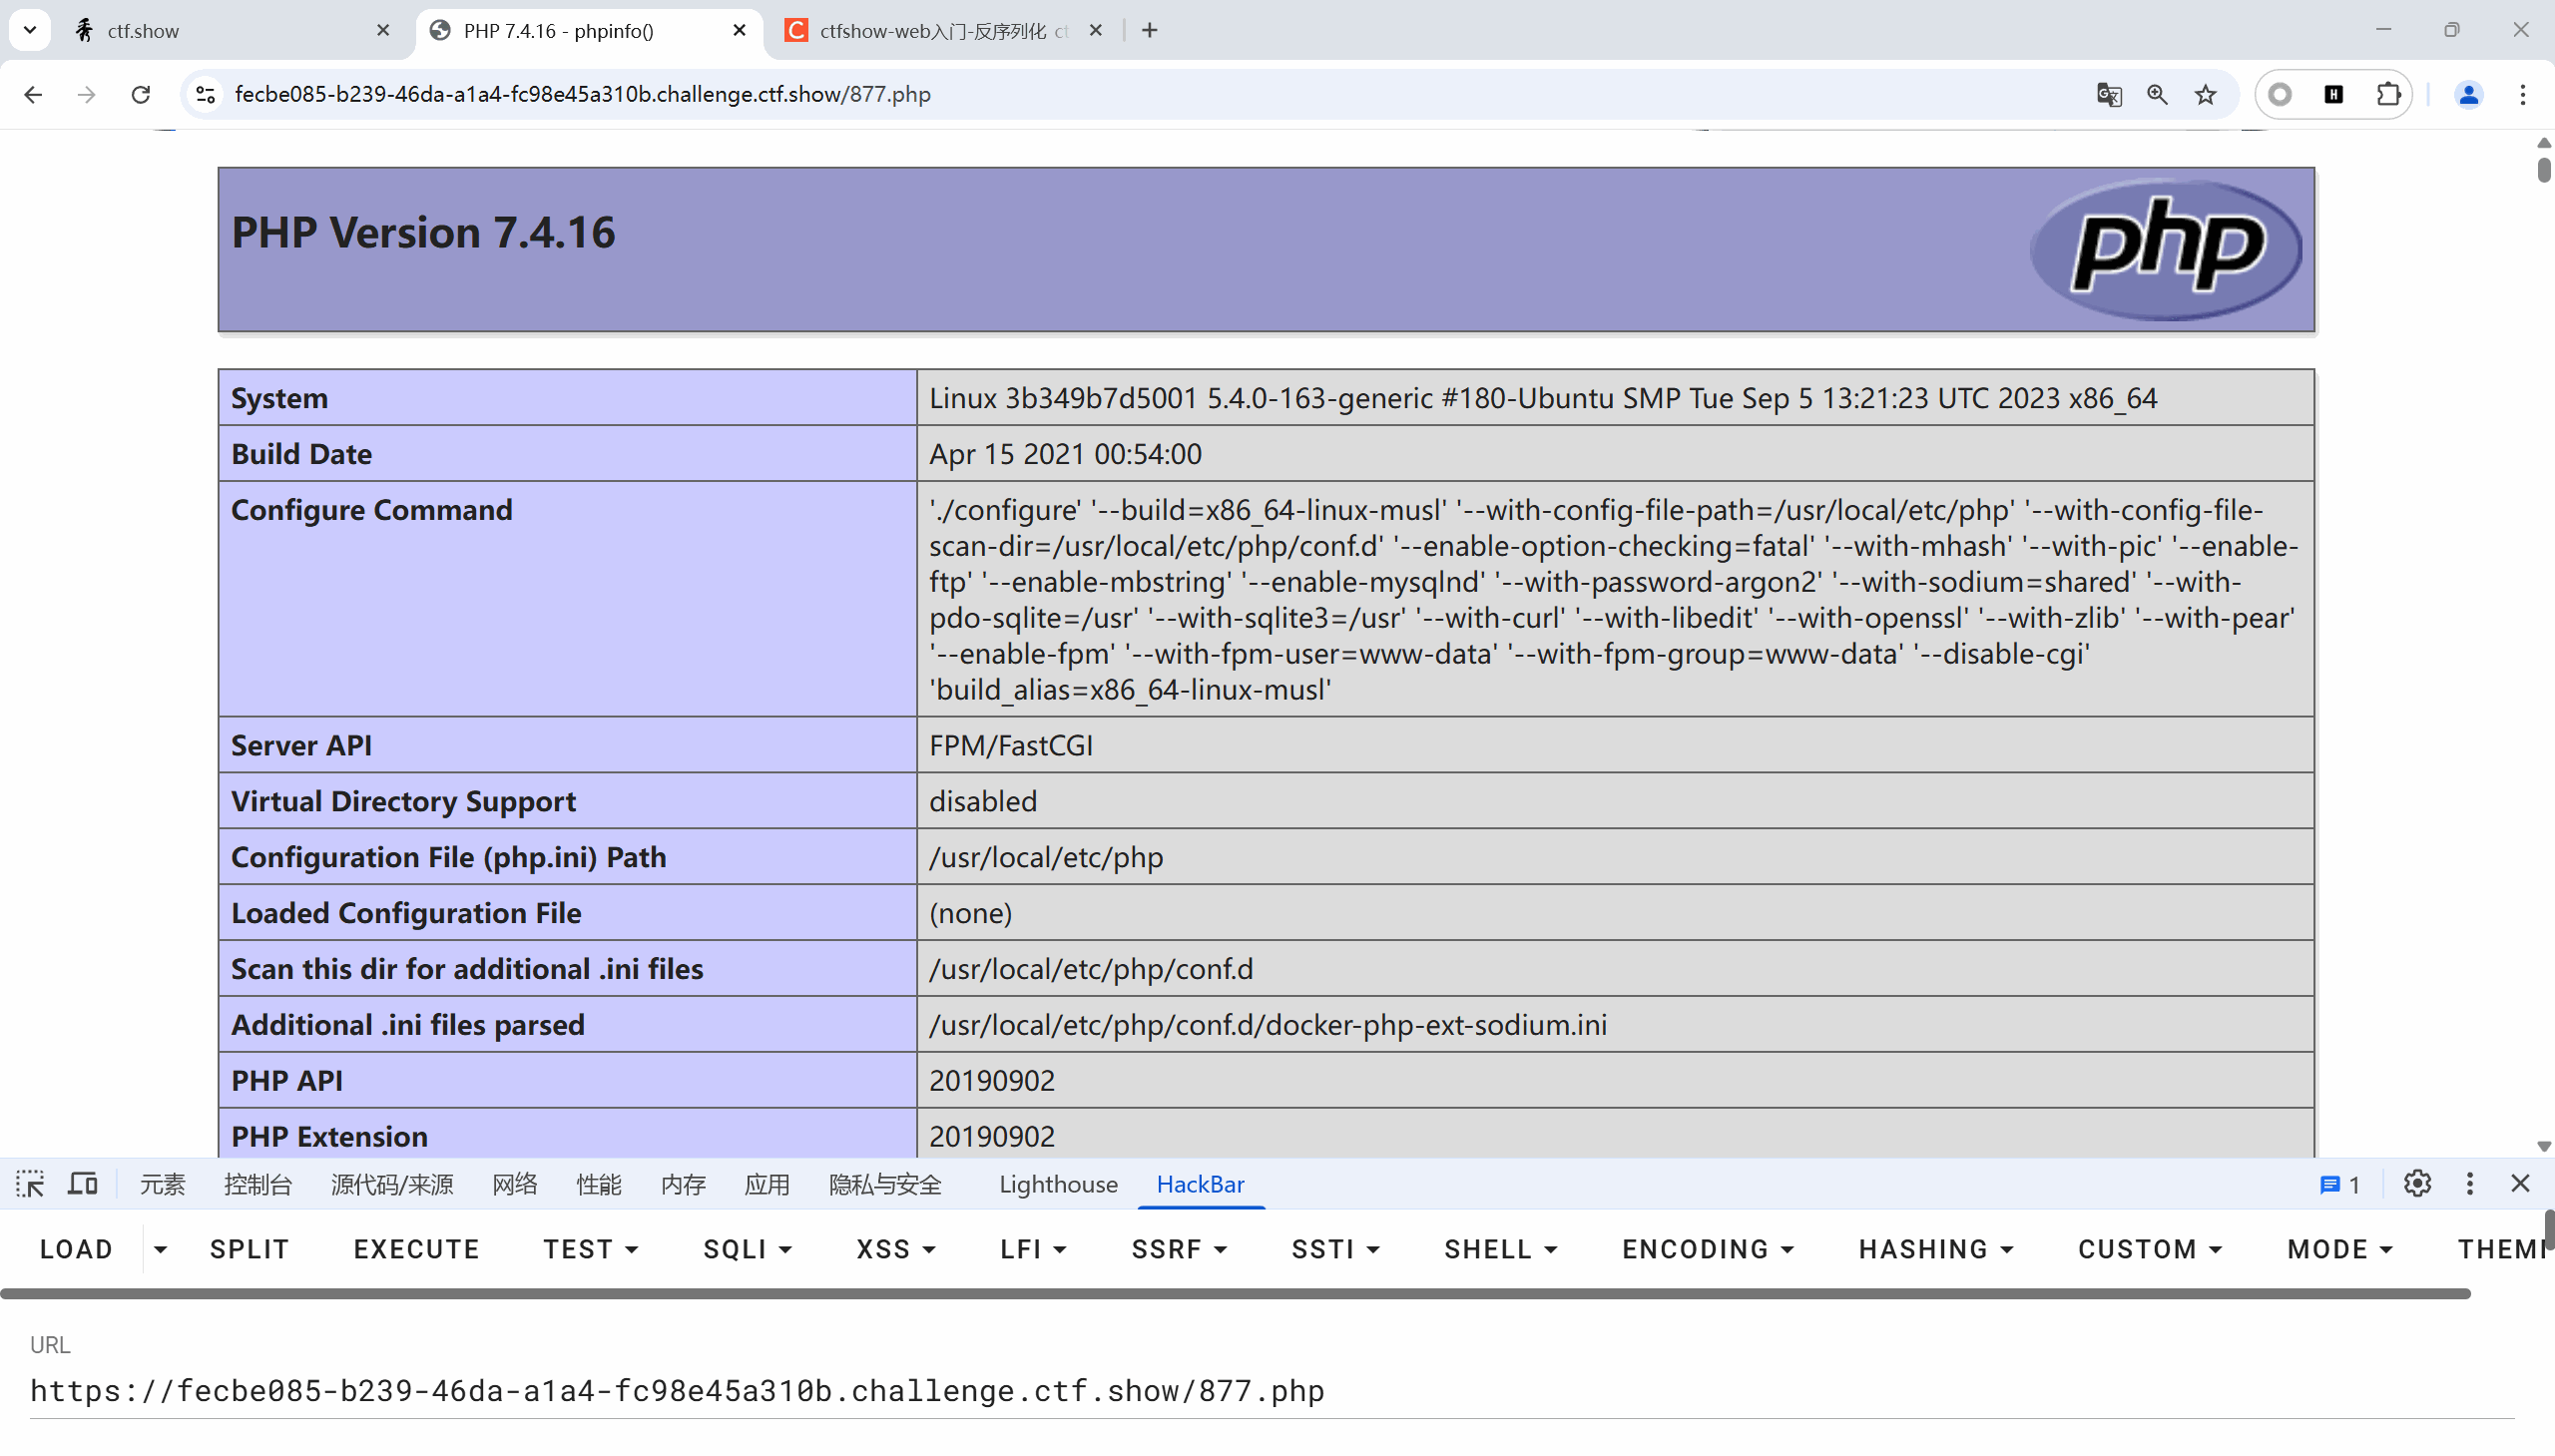 ctf.show
PHP 7.4.16 - phpinfo()
ctfshow-web入门-反序列化
fecbe085-b239-46da-a1a4-fc98e45a310b.challenge.ctf.show/877.php
PHP Version 7.4.16
php
System Linux 3b349b7d5001 5.4.0-163-generic #180-Ubuntu SMP Tue Sep 5 13:21:23 UTC 2023 x86_64
Build Date Apr 15 2021 00:54:00
Configure Command './configure' '--build=x86_64-linux-musl' '--with-config-file-path=/usr/local/etc/php' '--with-config-file-
scan-dir=/usr/local/etc/php/conf.d' '--enable-option-checking=fatal' '--with-mhash' '--with-pic' '--enable-
ftp' '--enable-mbstring' '--enable-mysqlnd' '--with-password-argon2' '--with-sodium=shared' '--with-
pdo-sqlite=/usr' '--with-sqlite3=/usr' '--with-curl' '--with-libedit' '--with-openssl' '--with-zlib' '--with-pear'
'--enable-fpm' '--with-fpm-user=www-data' '--with-fpm-group=www-data' '--disable-cgi'
'build_alias=x86_64-linux-musl'
Server API FPM/FastCGI
Virtual Directory Support disabled
Configuration File (php.ini) Path /usr/local/etc/php
Loaded Configuration File (none)
Scan this dir for additional .ini files /usr/local/etc/php/conf.d
Additional .ini files parsed /usr/local/etc/php/conf.d/docker-php-ext-sodium.ini
PHP API 20190902
PHP Extension 20190902
元素 控制台 源代码/来源 网络 性能 内存 应用 隐私与安全 Lighthouse HackBar 1
LOAD SPLIT EXECUTE TEST SQLI XSS LFI SSRF SSTI SHELL ENCODING HASHING CUSTOM MODE
URL
https://fecbe085-b239-46da-a1a4-fc98e45a310b.challenge.ctf.show/877.php